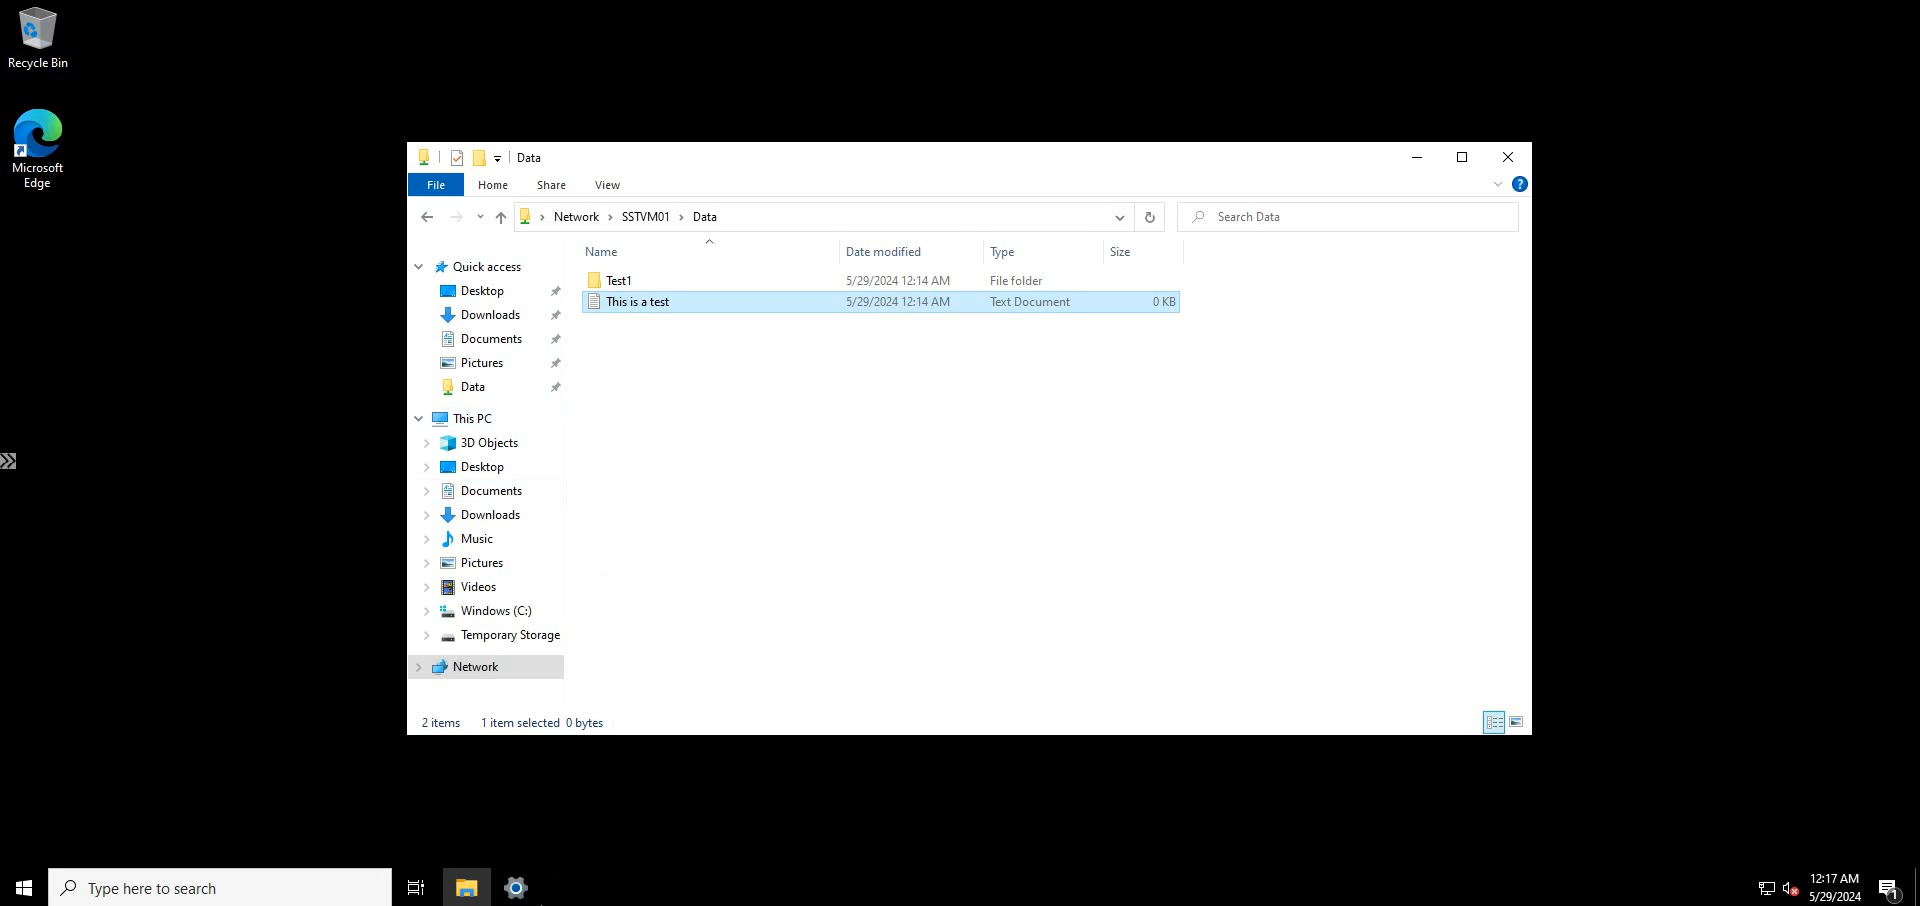 Recycle Bin
Microsoft
Edge
Data
File Home Share View
Network SSTVM01 Data
Search Data
Name Date modified Type Size
Quick access
Desktop
Downloads
Documents
Pictures
Data
This PC
3D Objects
Desktop
Documents
Downloads
Music
Pictures
Videos
Windows (C:)
Temporary Storage
Network
Test1 5/29/2024 12:14 AM File folder
This is a test 5/29/2024 12:14 AM Text Document 0 KB
2 items 1 item selected 0 bytes
Type here to search
12:17 AM
5/29/2024
1